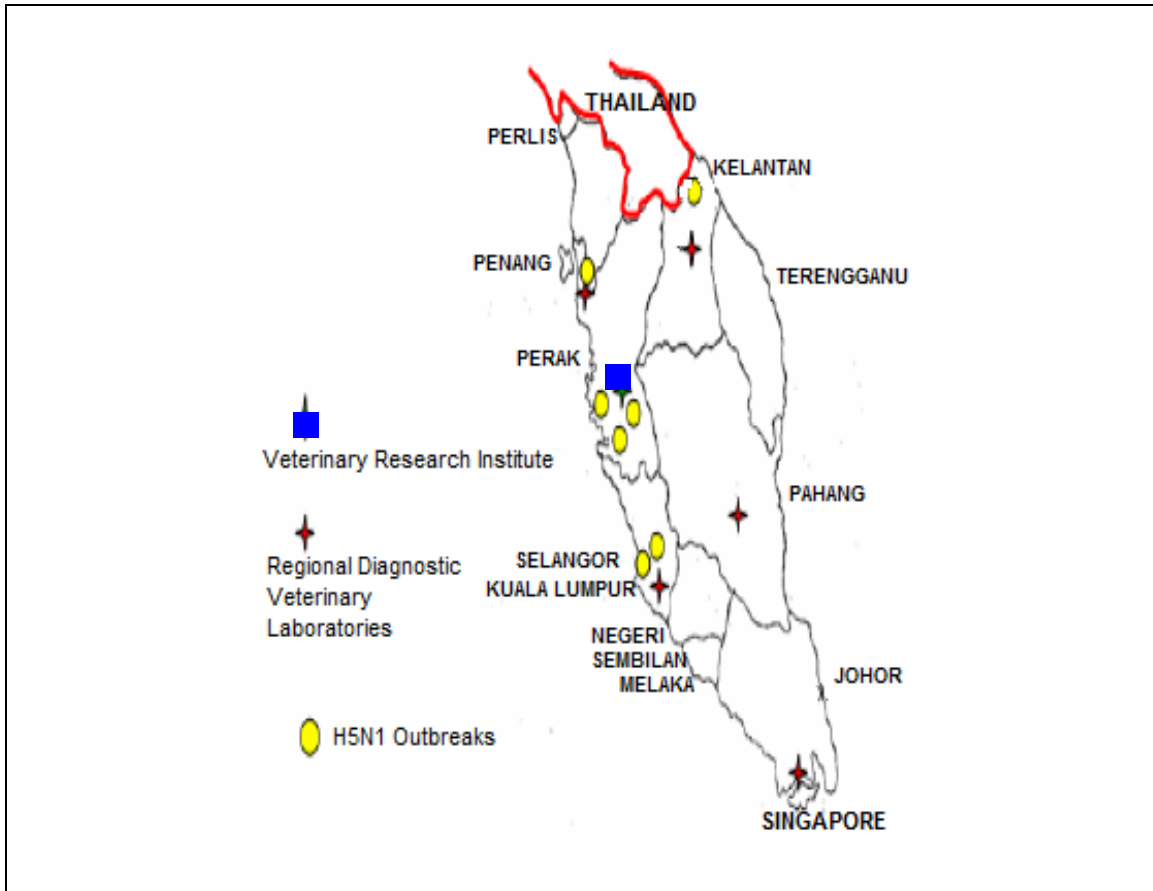 THAILAND
PERLIS
KELANTAN
PENANG
TERENGGANU
PERAK
Veterinary Research Institute
PAHANG
SELANGOR
KUALA LUMPUR
Regional Diagnostic
Veterinary
Laboratories
NEGERI
SEMBILAN
MELAKA
JOHOR
H5N1 Outbreaks
SINGAPORE